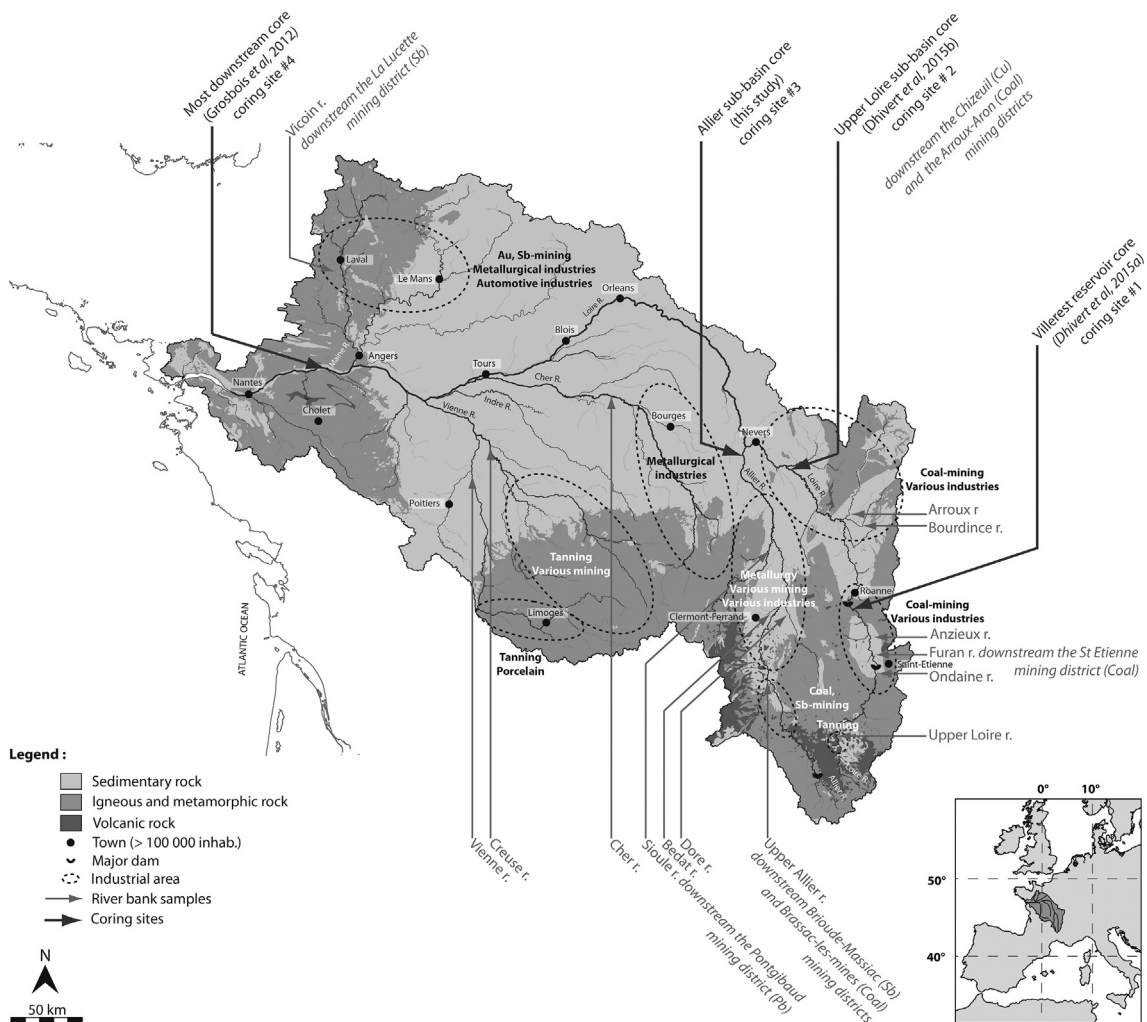 Most downstream core
(Grosbois et al, 2012)
coring site #4
Vicoin r.
downstream the La Lucette
mining district (Sb)
Allier sub-basin core
(this study)
coring site #3
Upper Loire sub-basin core
(Dhivert et al, 2015b)
coring site # 2
downstream the Chizeuil (Cu)
and the Arroux-Aron (Coal)
mining districts
Villerest reservoir core
(Dhivert et al, 2015a)
coring site #1
Laval
Le Mans
Au, Sb-mining
Metallurgical industries
Automotive industries
Orleans
Loire R.
Blois
Maine R.
Angers
Tours
Nantes
Cher R.
Cholet
Vienne R.
Indre R.
Bourges
Nevers
Metallurgical
industries
Allier R.
Loire R.
Coal-mining
Various industries
Poitiers
Arroux r
Bourdince r.
Tanning
Various mining
Metallurgy
Various mining
Various industries
Roanne
Limoges
Clermont-Ferrand
Coal-mining
Various industries
Anzieux r.
Furan r. downstream the St Etienne
mining district (Coal)
Saint-Etienne
Ondaine r.
Tanning
Porcelain
Coal,
Sb-mining
Tanning
Upper Loire r.
Loire R.
Allier R.
ATLANTIC OCEAN
Legend :
Sedimentary rock
Igneous and metamorphic rock
Volcanic rock
Town (> 100 000 inhab.)
Major dam
Industrial area
River bank samples
Coring sites
N
50 km
Vienne r.
Creuse r.
Cher r.
Sioule r. downstream the Pontgibaud
mining district (Pb)
Bedat r.
Dore r.
Upper Allier r.
downstream Brioude-Massiac (Sb)
and Brassac-les-mines (Coal)
mining districts
0°
10°
50°
40°